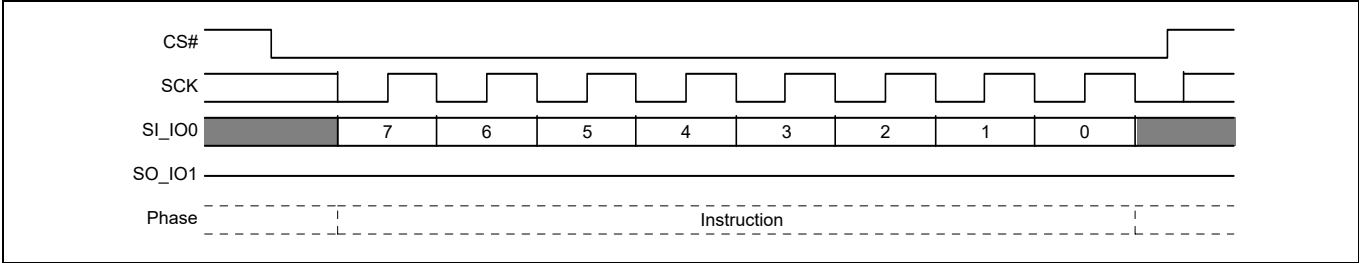 CS#
SCK
SI_IO0 7 6 5 4 3 2 1 0
SO_IO1
Phase Instruction